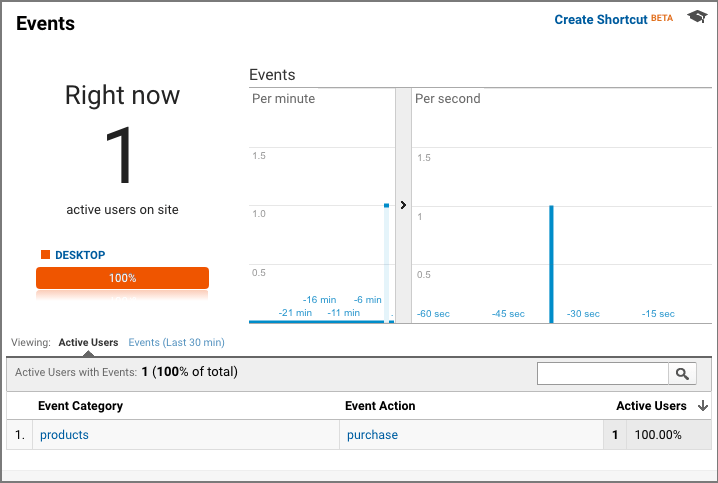 Events
Create Shortcut BETA
Right now
1
active users on site
DESKTOP
100%
Events
Per minute
1.5
1.0
0.5
-16 min -6 min
-21 min -11 min
Per second
1.5
1
0.5
-60 sec -45 sec -30 sec -15 sec
Viewing: Active Users Events (Last 30 min)
Active Users with Events: 1 (100% of total)
Event Category Event Action Active Users
1. products purchase 1 100.00%